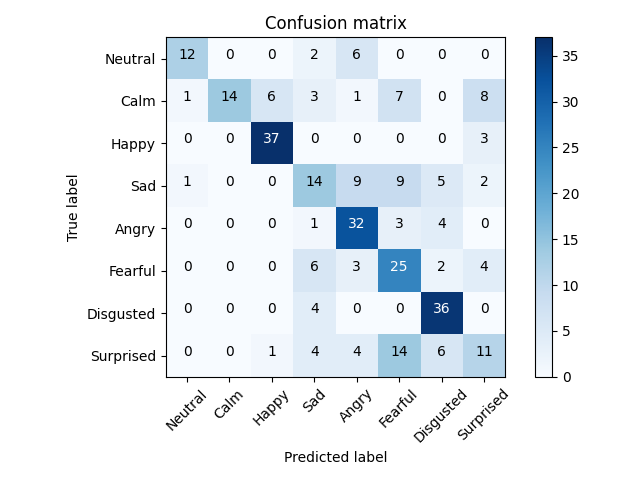 Confusion matrix
Neutral 12 0 0 2 6 0 0 0
Calm 1 14 6 3 1 7 0 8
Happy 0 0 37 0 0 0 0 3
Sad 1 0 0 14 9 9 5 2
Angry 0 0 0 1 32 3 4 0
Fearful 0 0 0 6 3 25 2 4
Disgusted 0 0 0 4 0 0 36 0
Surprised 0 0 1 4 4 14 6 11
Neutral Calm Happy Sad Angry Fearful Disgusted Surprised
Predicted label
True label
35
30
25
20
15
10
5
0